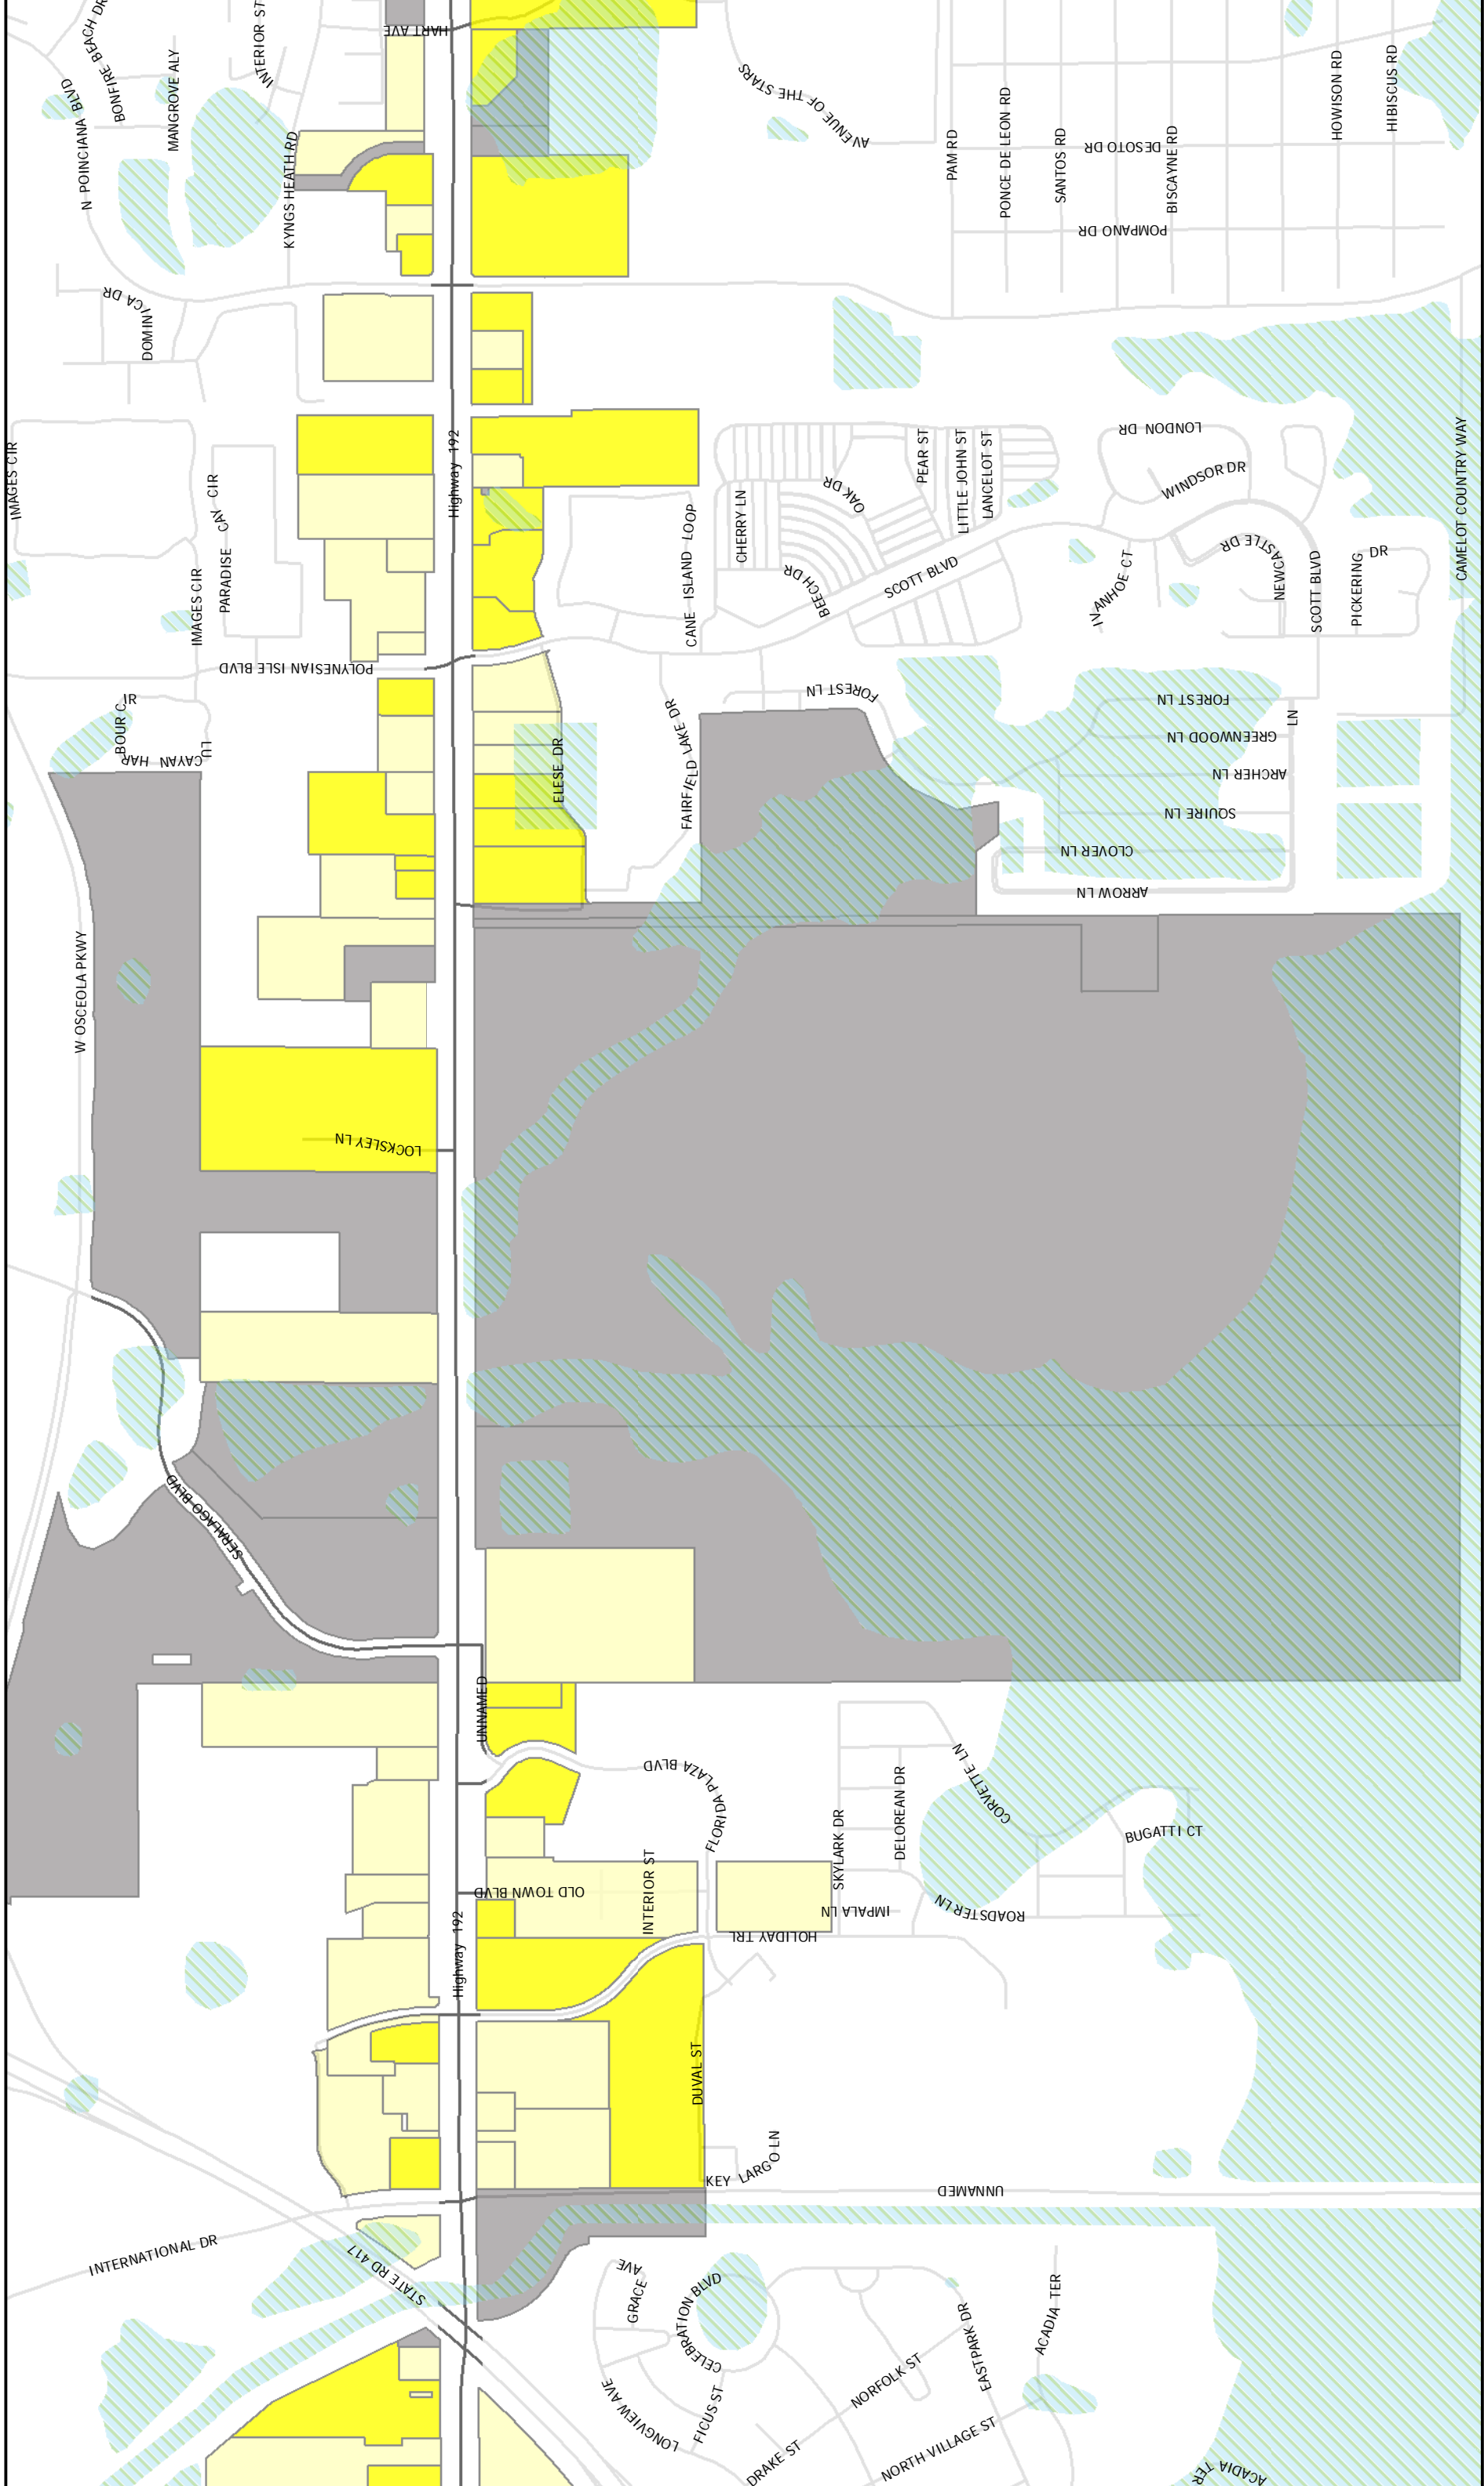 HART AVE
BONFIRE BEACH DR
INTERIOR ST
N POINCIANA BLVD
MANGROVE ALY
KYNGS HEATH RD
AVENUE OF THE STARS
PAM RD
PONCE DE LEON RD
SANTOS RD
DESOTO DR
BISCAYNE RD
HOWISON RD
HIBISCUS RD
POMPANO DR
DOMINICA DR
IMAGES CIR
Highway 192
PARADISE CAY CIR
IMAGES CIR
CHERRY LN
OAK DR
PEAR ST
LITTLE JOHN ST
LANCELOT ST
LONDON DR
WINDSOR DR
CAMELOT COUNTRY WAY
CANE ISLAND LOOP
BEECH DR
SCOTT BLVD
IVANHOE CT
NEWCASTLE DR
SCOTT BLVD
PICKERING DR
POLYNESIAN ISLE BLVD
CAYAN HARBOUR CIR
LU
ELESE DR
FAIRFIELD LAKE DR
FOREST LN
FOREST LN
LN
GREENWOOD LN
ARCHER LN
SQUIRE LN
CLOVER LN
ARROW LN
W OSCEOLA PKWY
LOCKSLEY LN
SERALAGO BLVD
UNNAMED
FLORIDA PLAZA BLVD
SKYLARK DR
DELOREAN DR
CORVETTE LN
BUGATTI CT
OLD TOWN BLVD
INTERIOR ST
IMPALA LN
ROADSTER LN
HOLIDAY TRL
Highway 192
DUVAL ST
KEY LARGO LN
UNNAMED
INTERNATIONAL DR
STATE RD 417
GRACE AVE
CELEBRATION BLVD
LONGVIEW AVE
FICUS ST
DRAKE ST
NORFOLK ST
EASTPARK DR
ACADIA TER
NORTH VILLAGE ST
ACADIA TER